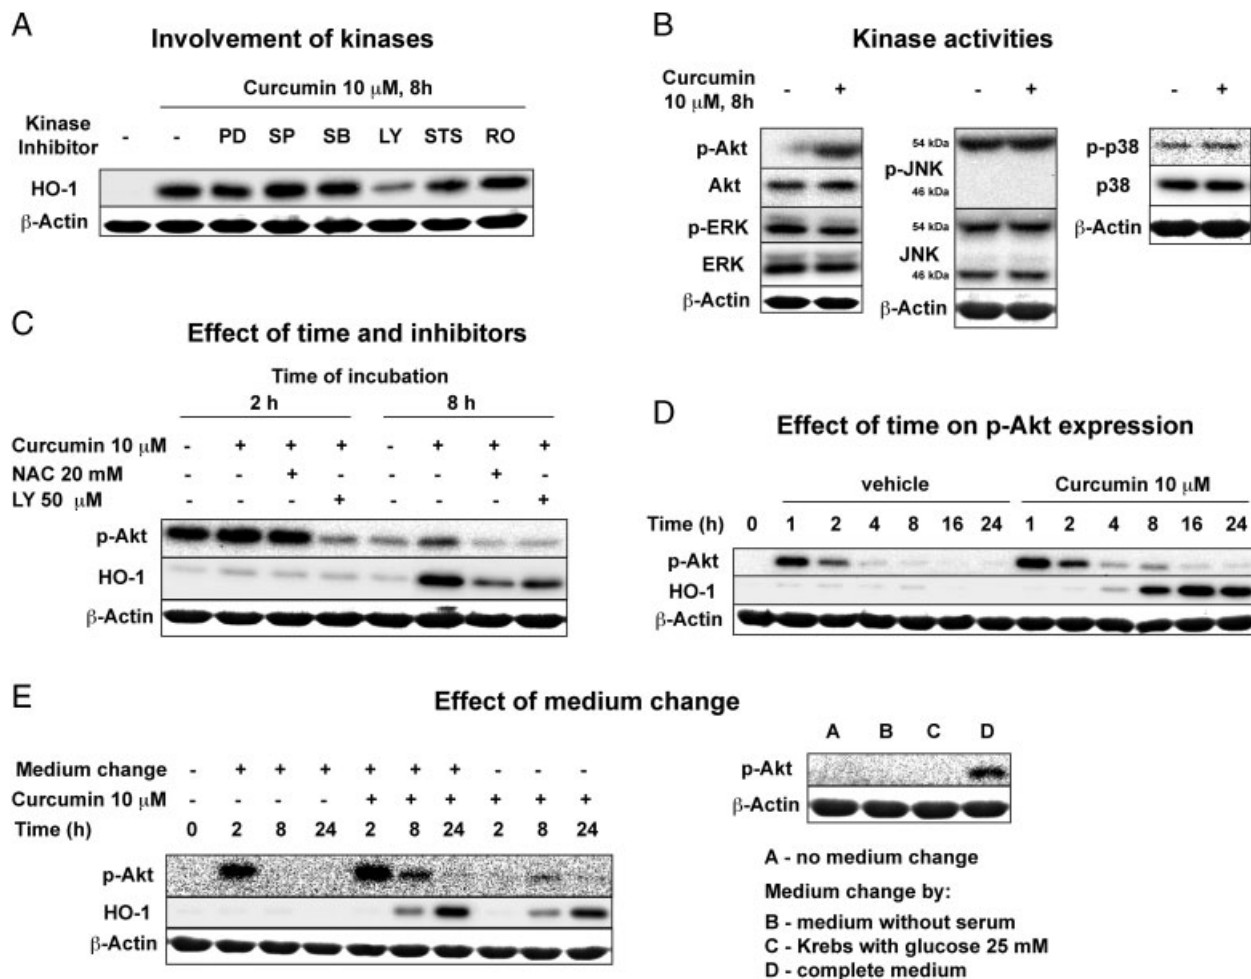 A
Involvement of kinases
Curcumin 10 μM, 8h
Kinase Inhibitor - - PD SP SB LY STS RO
HO-1
β-Actin
B
Kinase activities
Curcumin 10 μM, 8h - + - + - +
p-Akt
Akt
p-ERK
ERK
β-Actin
54 kDa
p-JNK
46 kDa
54 kDa
JNK
46 kDa
β-Actin
p-p38
p38
β-Actin
C
Effect of time and inhibitors
Time of incubation
2 h 8 h
Curcumin 10 μM - + + + - + + +
NAC 20 mM - - + - - - + -
LY 50 μM - - - + - - - +
p-Akt
HO-1
β-Actin
D
Effect of time on p-Akt expression
vehicle Curcumin 10 μM
Time (h) 0 1 2 4 8 16 24 1 2 4 8 16 24
p-Akt
HO-1
β-Actin
E
Effect of medium change
Medium change - + + + + + + - - -
Curcumin 10 μM - - - - + + + + + +
Time (h) 0 2 8 24 2 8 24 2 8 24
p-Akt
HO-1
β-Actin
A B C D
p-Akt
β-Actin
A - no medium change
Medium change by:
B - medium without serum
C - Krebs with glucose 25 mM
D - complete medium